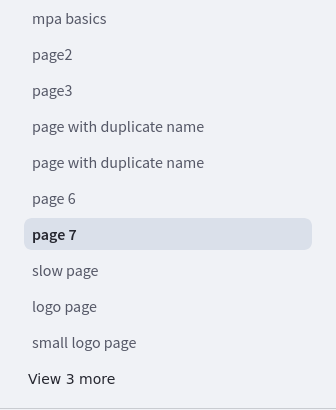 mpa basics
page2
page3
page with duplicate name
page with duplicate name
page 6
page 7
slow page
logo page
small logo page
View 3 more